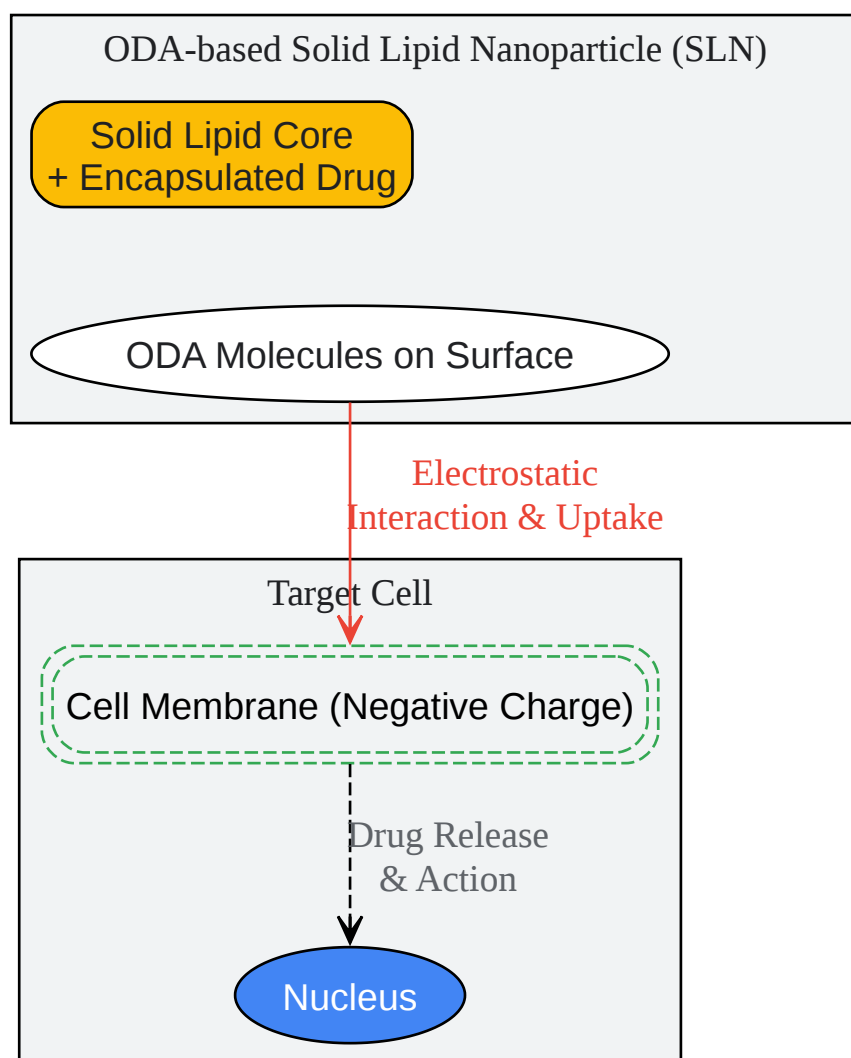 ODA-based Solid Lipid Nanoparticle (SLN)
Solid Lipid Core
+ Encapsulated Drug
ODA Molecules on Surface
Electrostatic
Interaction & Uptake
Target Cell
Cell Membrane (Negative Charge)
Drug Release
& Action
Nucleus